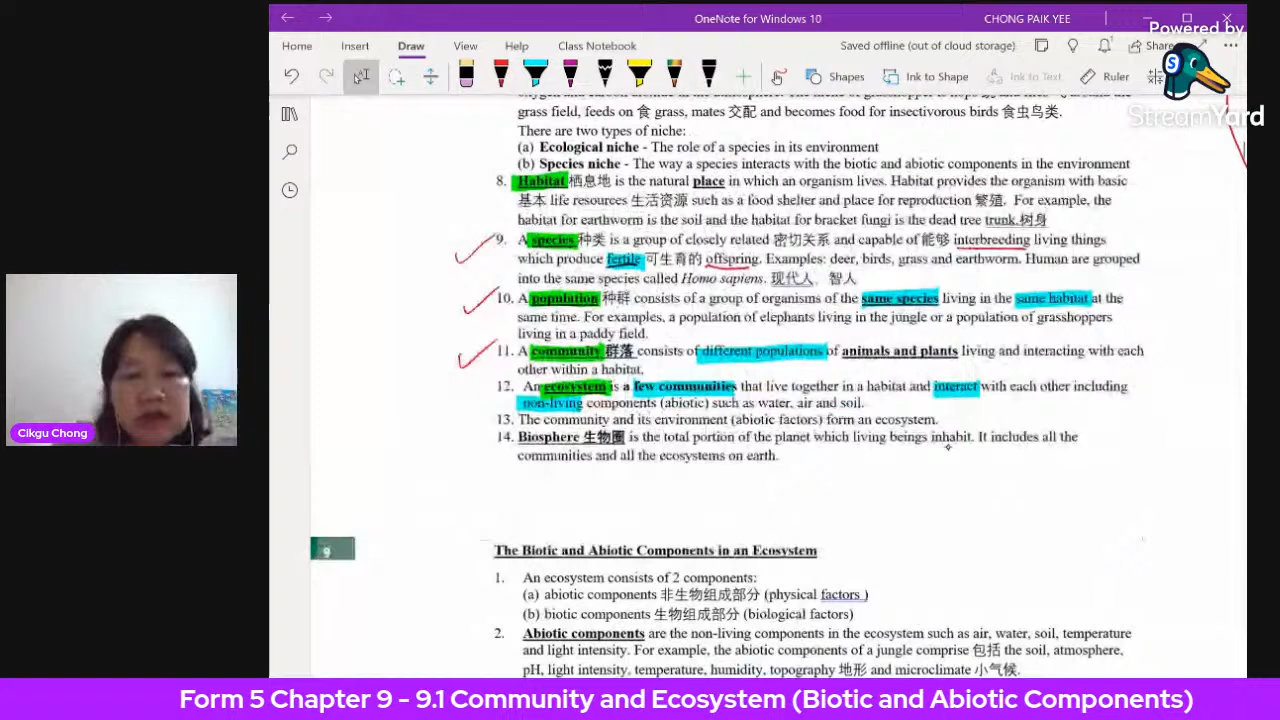 OneNote for Windows 10
CHONG PAIK YEE
Powered by
StreamYard
Home Insert Draw View Help Class Notebook
Saved offline (out of cloud storage)
Share
Shapes Ink to Shape Ink to Text Ruler
grass field, feeds on 食 grass, mates 交配 and becomes food for insectivorous birds 食虫鸟类.
There are two types of niche:
(a) Ecological niche - The role of a species in its environment
(b) Species niche - The way a species interacts with the biotic and abiotic components in the environment
8. Habitat 栖息地 is the natural place in which an organism lives. Habitat provides the organism with basic
基本 life resources 生活资源 such as a food shelter and place for reproduction 繁殖. For example, the
habitat for earthworm is the soil and the habitat for bracket fungi is the dead tree trunk.树身
9. A species 种类 is a group of closely related 密切关系 and capable of 能够 interbreeding living things
which produce fertile 可生育的 offspring. Examples: deer, birds, grass and earthworm. Human are grouped
into the same species called Homo sapiens. 现代人、智人
10. A population 种群 consists of a group of organisms of the same species living in the same habitat at the
same time. For examples, a population of elephants living in the jungle or a population of grasshoppers
living in a paddy field.
11. A community 群落 consists of different populations of animals and plants living and interacting with each
other within a habitat.
12. An ecosystem is a few communities that live together in a habitat and interact with each other including
non-living components (abiotic) such as water, air and soil.
13. The community and its environment (abiotic factors) form an ecosystem.
14. Biosphere 生物圈 is the total portion of the planet which living beings inhabit. It includes all the
communities and all the ecosystems on earth.
9
The Biotic and Abiotic Components in an Ecosystem
1. An ecosystem consists of 2 components:
(a) abiotic components 非生物组成部分 (physical factors )
(b) biotic components 生物组成部分 (biological factors)
2. Abiotic components are the non-living components in the ecosystem such as air, water, soil, temperature
and light intensity. For example, the abiotic components of a jungle comprise 包括 the soil, atmosphere,
pH, light intensity, temperature, humidity, topography 地形 and microclimate 小气候.
Cikgu Chong
Form 5 Chapter 9 - 9.1 Community and Ecosystem (Biotic and Abiotic Components)